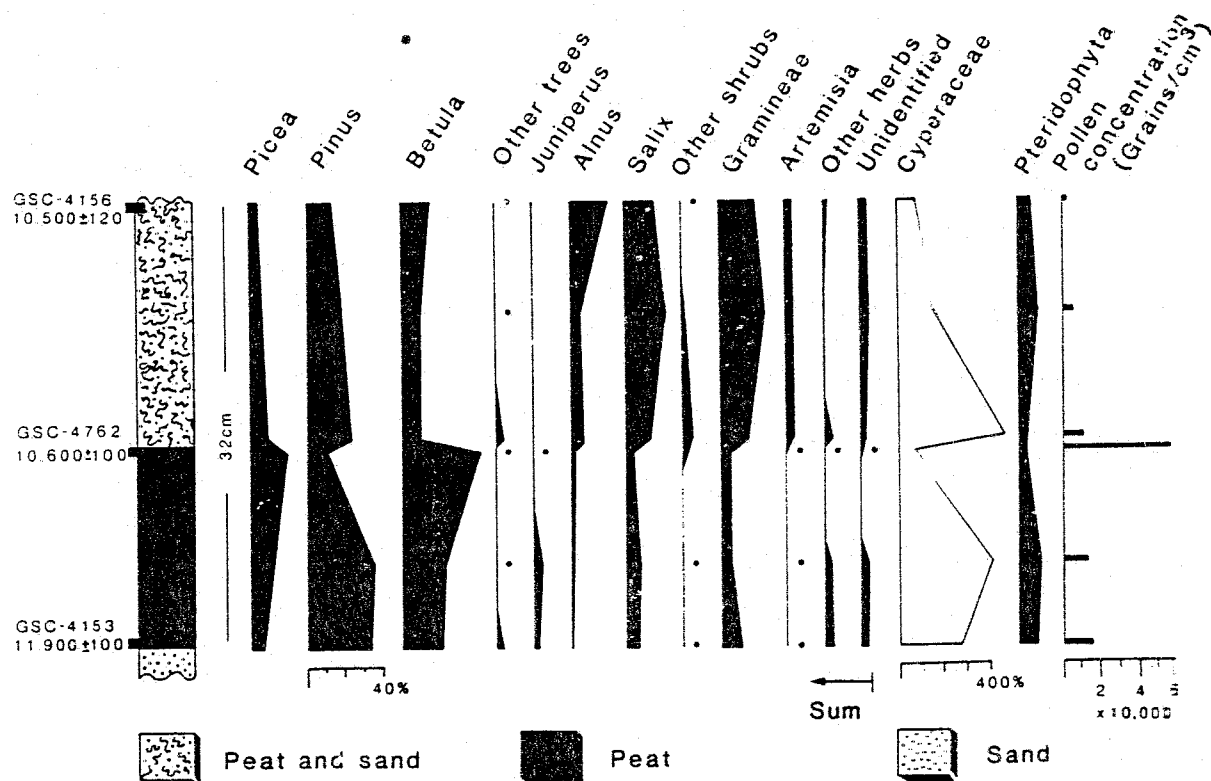 Picea
Pinus
Betula
Other trees
Juniperus
Alnus
Salix
Other shrubs
Gramineae
Artemisia
Other herbs
Unidentified
Cyperaceae
Pteridophyta
Pollen
concentration
(Grains/cm³)
GSC-4156
10.500±120
GSC-4762
10.600±100
32cm
GSC-4153
11.900±100
40%
Sum
400%
2 4 6
x 10,000
Peat and sand
Peat
Sand